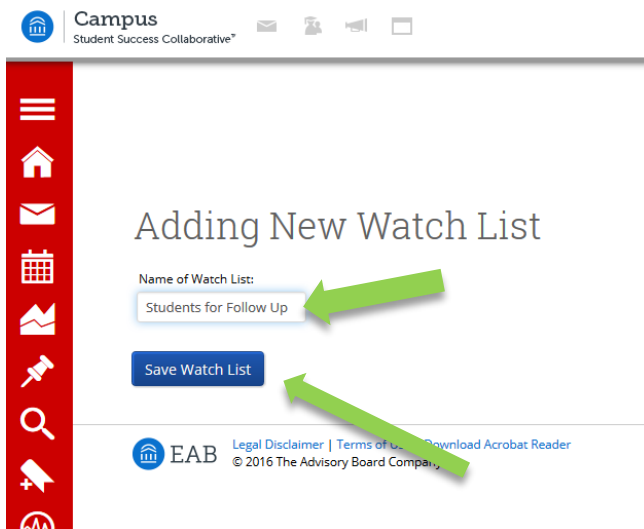 Campus
Student Success Collaborative™
Adding New Watch List
Name of Watch List:
Students for Follow Up
Save Watch List
EAB
Legal Disclaimer | Terms of Download Acrobat Reader
© 2016 The Advisory Board Company